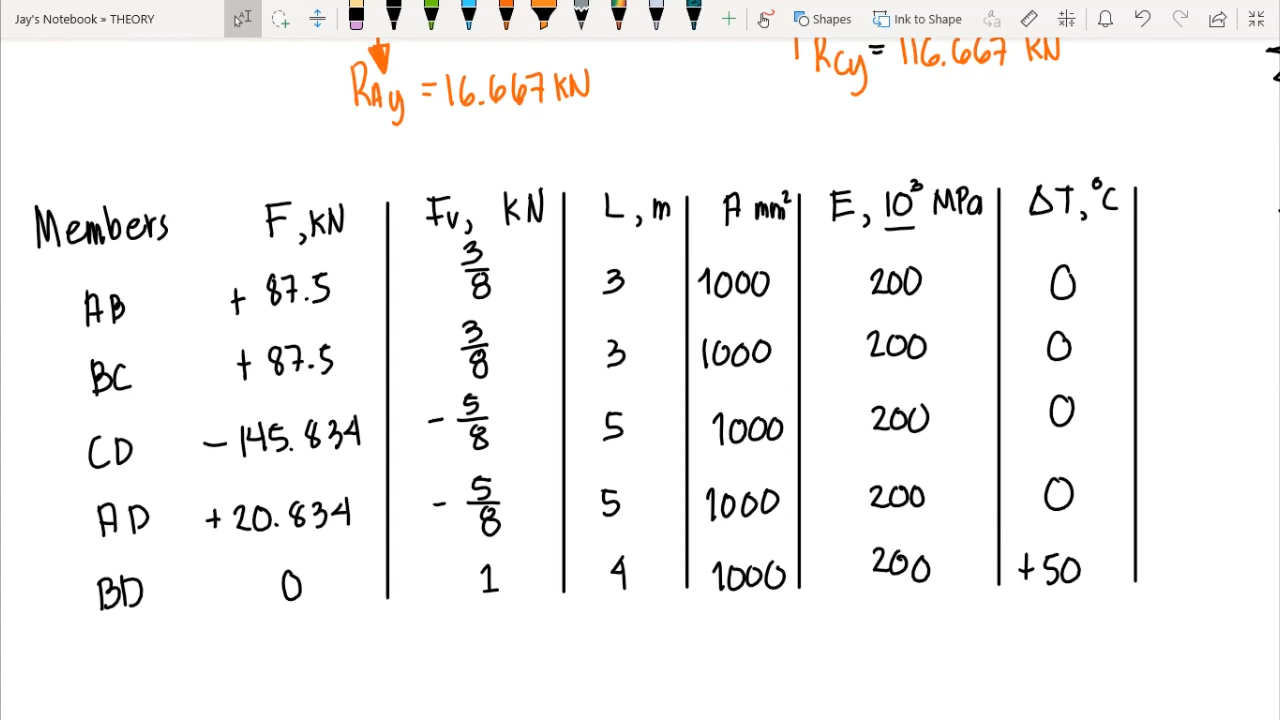 Jay's Notebook » THEORY
Shapes Ink to Shape
RCy = 116.667 KN
RAy = 16.667 KN
Members F, KN Fv, KN L, m A mm² E, 10³ MPa ΔT, °C
AB + 87.5 3/8 3 1000 200 0
BC + 87.5 3/8 3 1000 200 0
CD - 145.834 - 5/8 5 1000 200 0
AD + 20.834 - 5/8 5 1000 200 0
BD 0 1 4 1000 200 +50